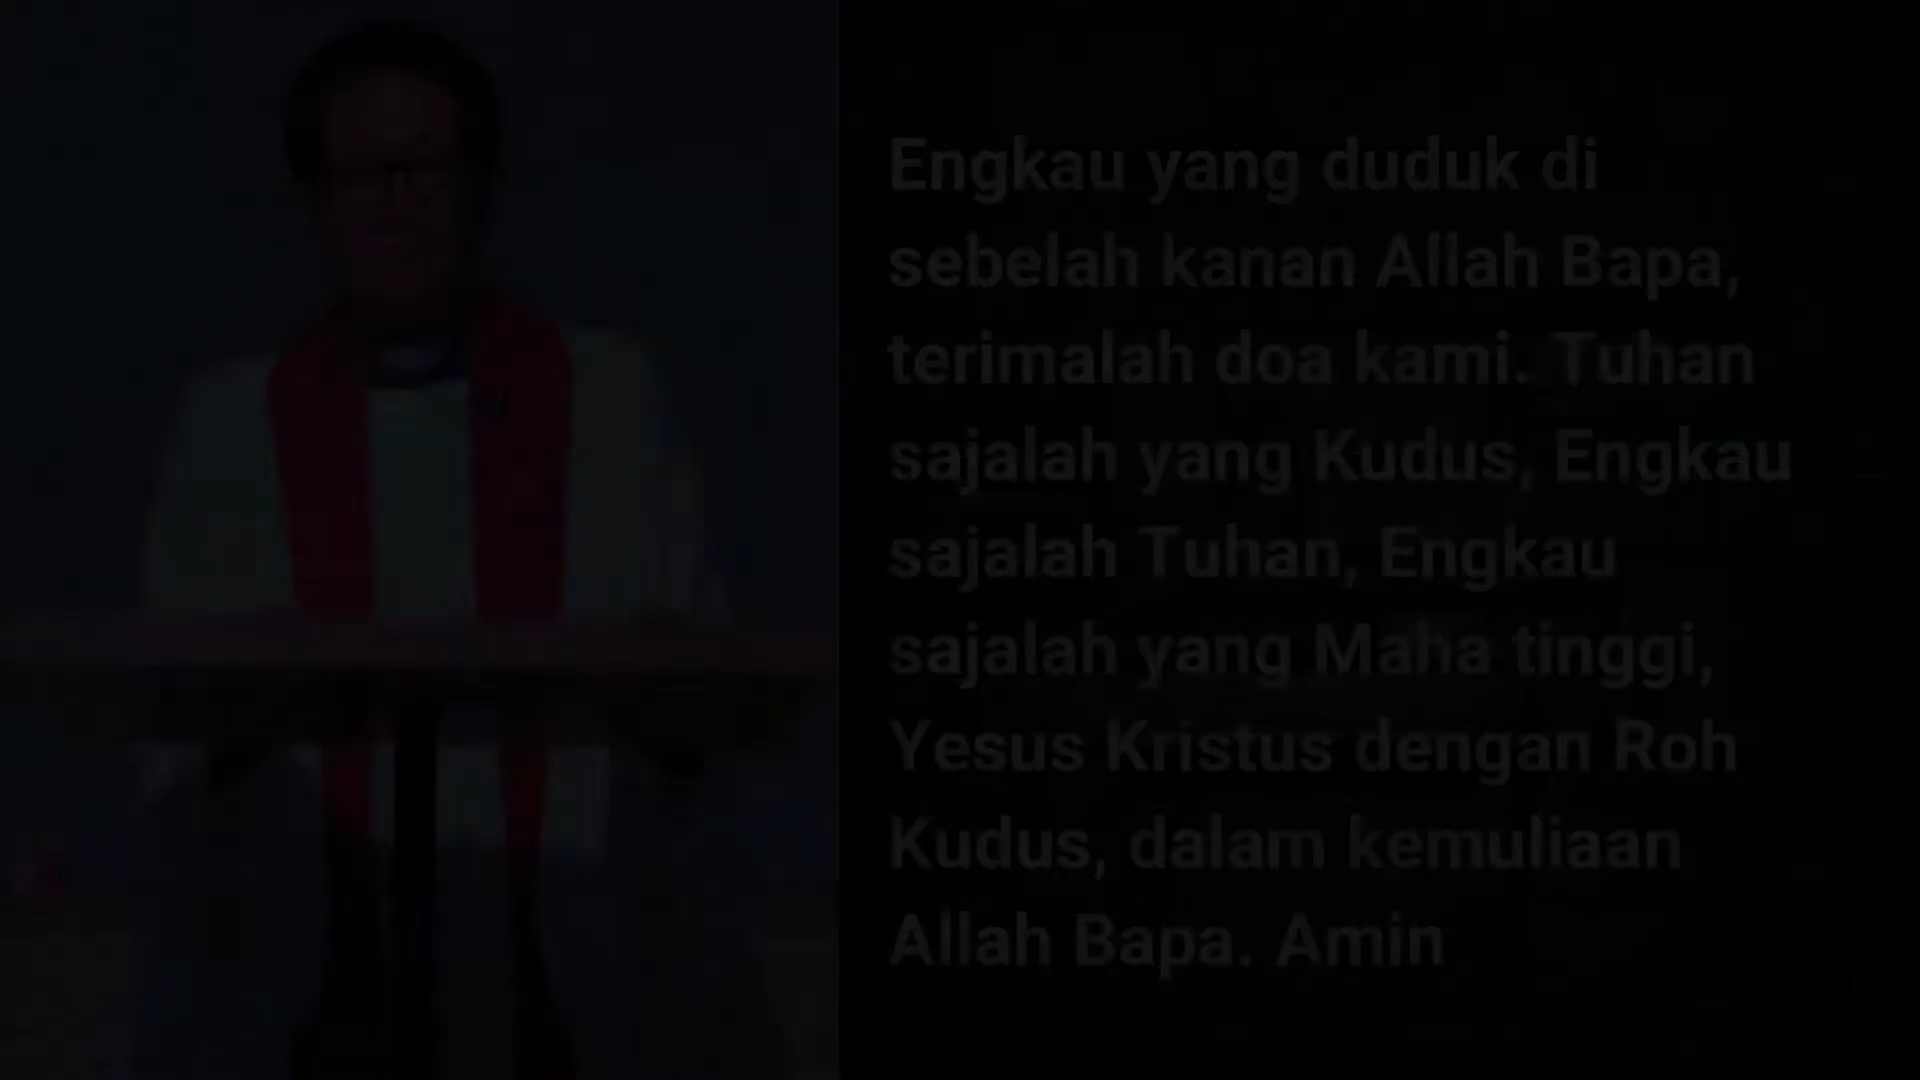 Engkau yang duduk di
sebelah kanan Allah Bapa,
terimalah doa kami. Tuhan
sajalah yang Kudus, Engkau
sajalah Tuhan, Engkau
sajalah yang Maha tinggi,
Yesus Kristus dengan Roh
Kudus, dalam kemuliaan
Allah Bapa. Amin